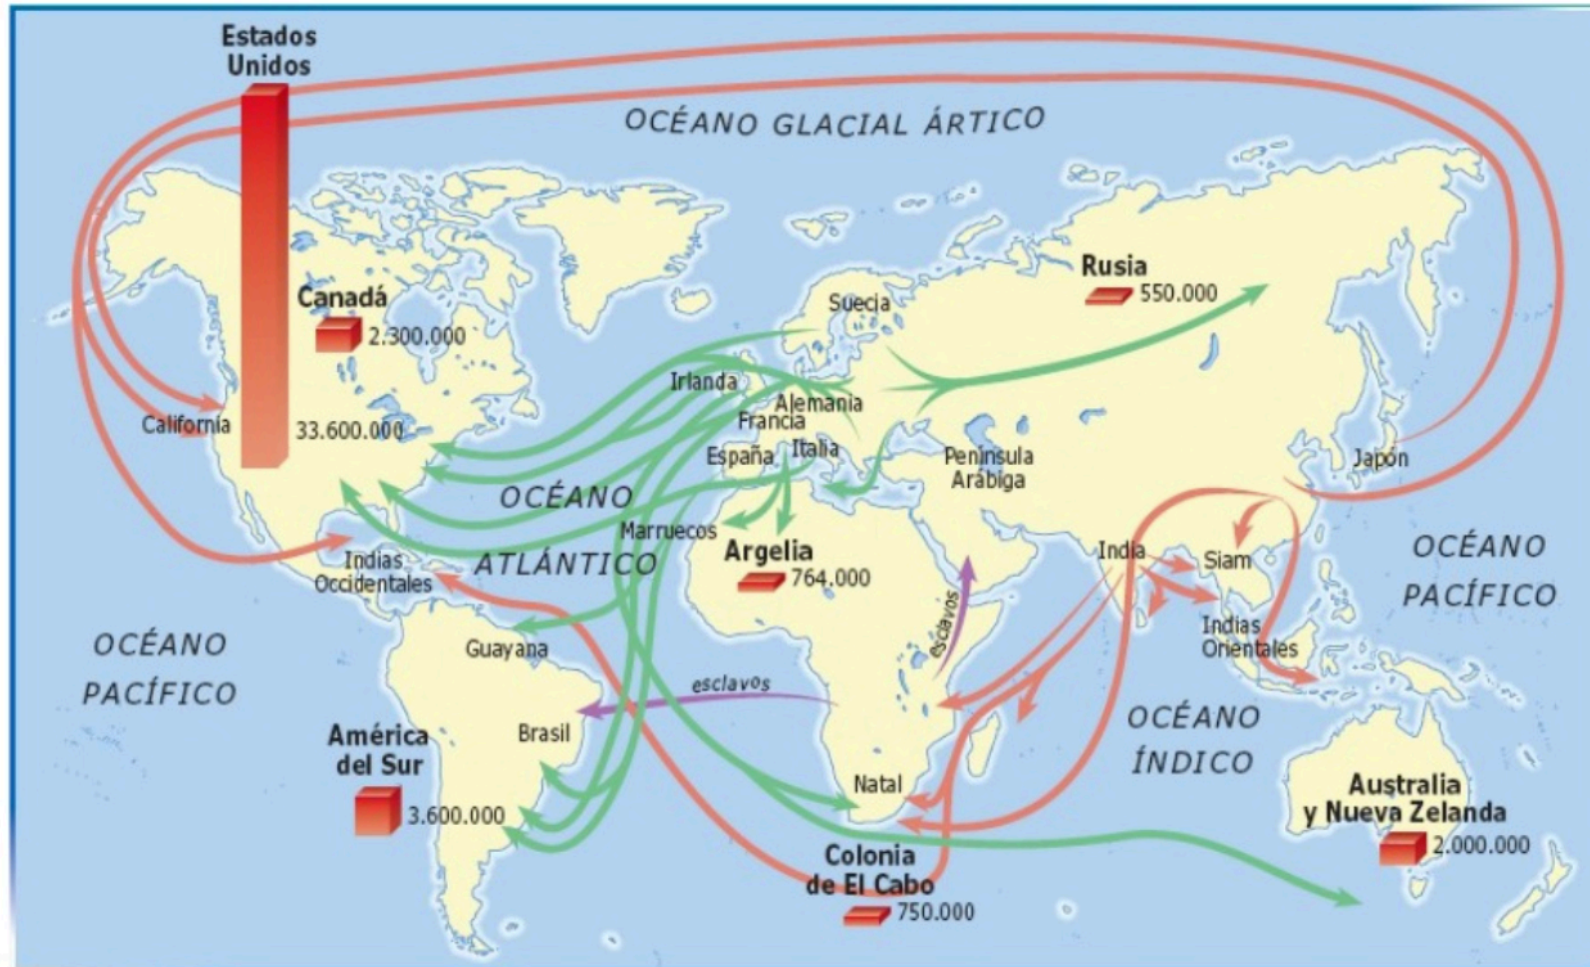 Estados
Unidos
OCÉANO GLACIAL ÁRTICO
Rusia
550.000
Canadá
2.300.000
Suecia
Irlanda
Alemania
Francia
California
33.600.000
España
Italia
Península
Arábiga
Japón
OCÉANO
ATLÁNTICO
Marruecos
Argelia
764.000
Indias
Occidentales
India
Siam
OCÉANO
PACÍFICO
esclavos
Indias
Orientales
OCÉANO
PACÍFICO
Guayana
esclavos
Brasil
América
del Sur
3.600.000
OCÉANO
ÍNDICO
Natal
Australia
y Nueva Zelanda
2.000.000
Colonia
de El Cabo
750.000